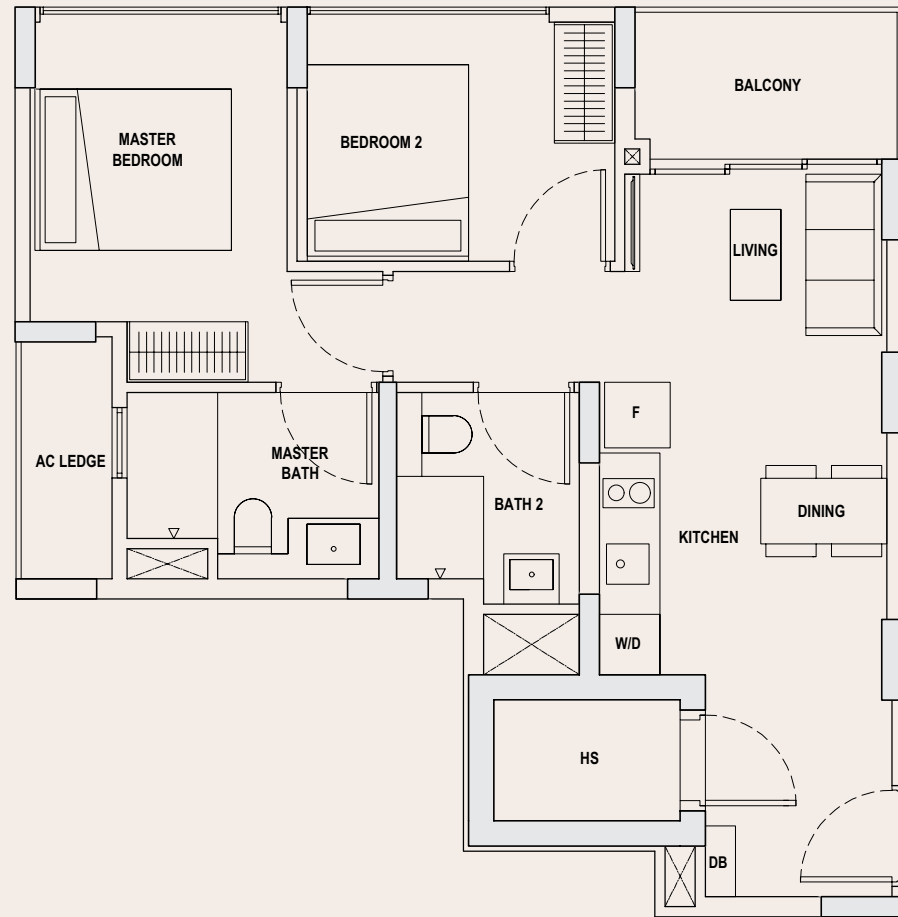 BALCONY
MASTER
BEDROOM
BEDROOM 2
LIVING
F
AC LEDGE
MASTER
BATH
BATH 2
DINING
KITCHEN
W/D
HS
DB